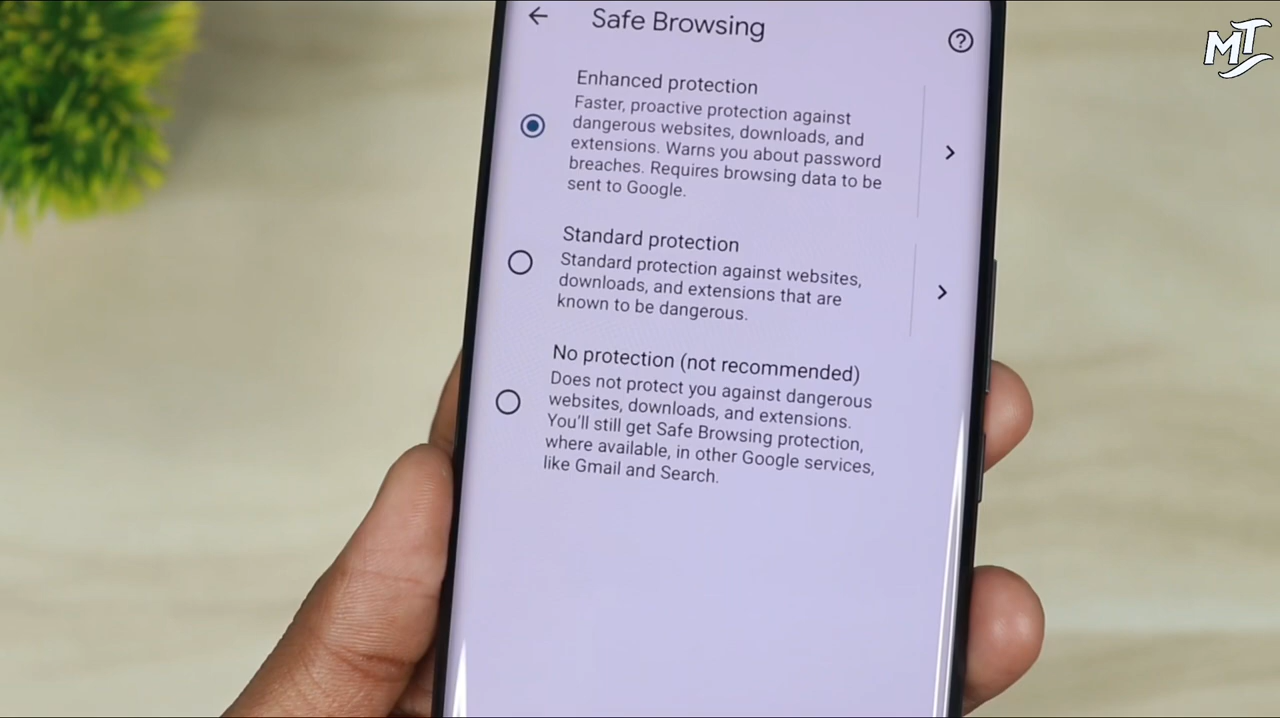 Safe Browsing
Enhanced protection
Faster, proactive protection against
dangerous websites, downloads, and
extensions. Warns you about password
breaches. Requires browsing data to be
sent to Google.
Standard protection
Standard protection against websites,
downloads, and extensions that are
known to be dangerous.
No protection (not recommended)
Does not protect you against dangerous
websites, downloads, and extensions.
You'll still get Safe Browsing protection,
where available, in other Google services,
like Gmail and Search.
MT